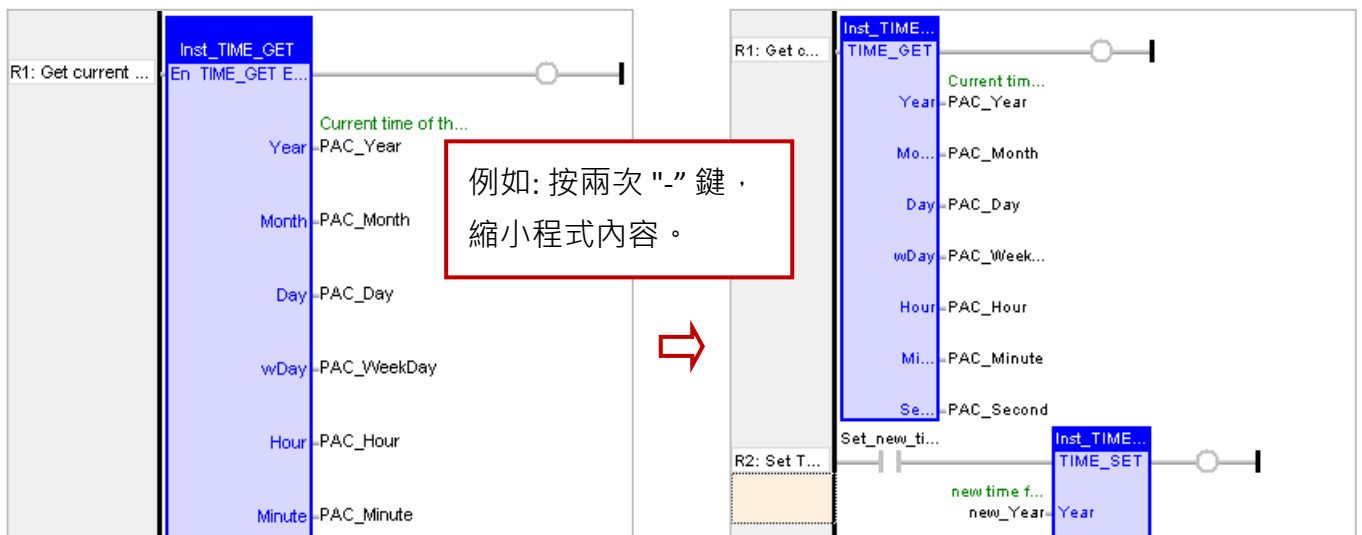 Inst_TIME_GET
R1: Get current ...
En TIME_GET E...
Current time of th...
Year PAC_Year
Month PAC_Month
Day PAC_Day
wDay PAC_WeekDay
Hour PAC_Hour
Minute PAC_Minute
例如: 按兩次 "-” 鍵，
縮小程式內容。
Inst_TIME...
R1: Get c...
TIME_GET
Current tim...
Year PAC_Year
Mo... PAC_Month
Day PAC_Day
wDay PAC_Week...
Hour PAC_Hour
Mi... PAC_Minute
Se... PAC_Second
Set_new_ti...
Inst_TIME...
R2: Set T...
TIME_SET
new time f...
new_Year Year